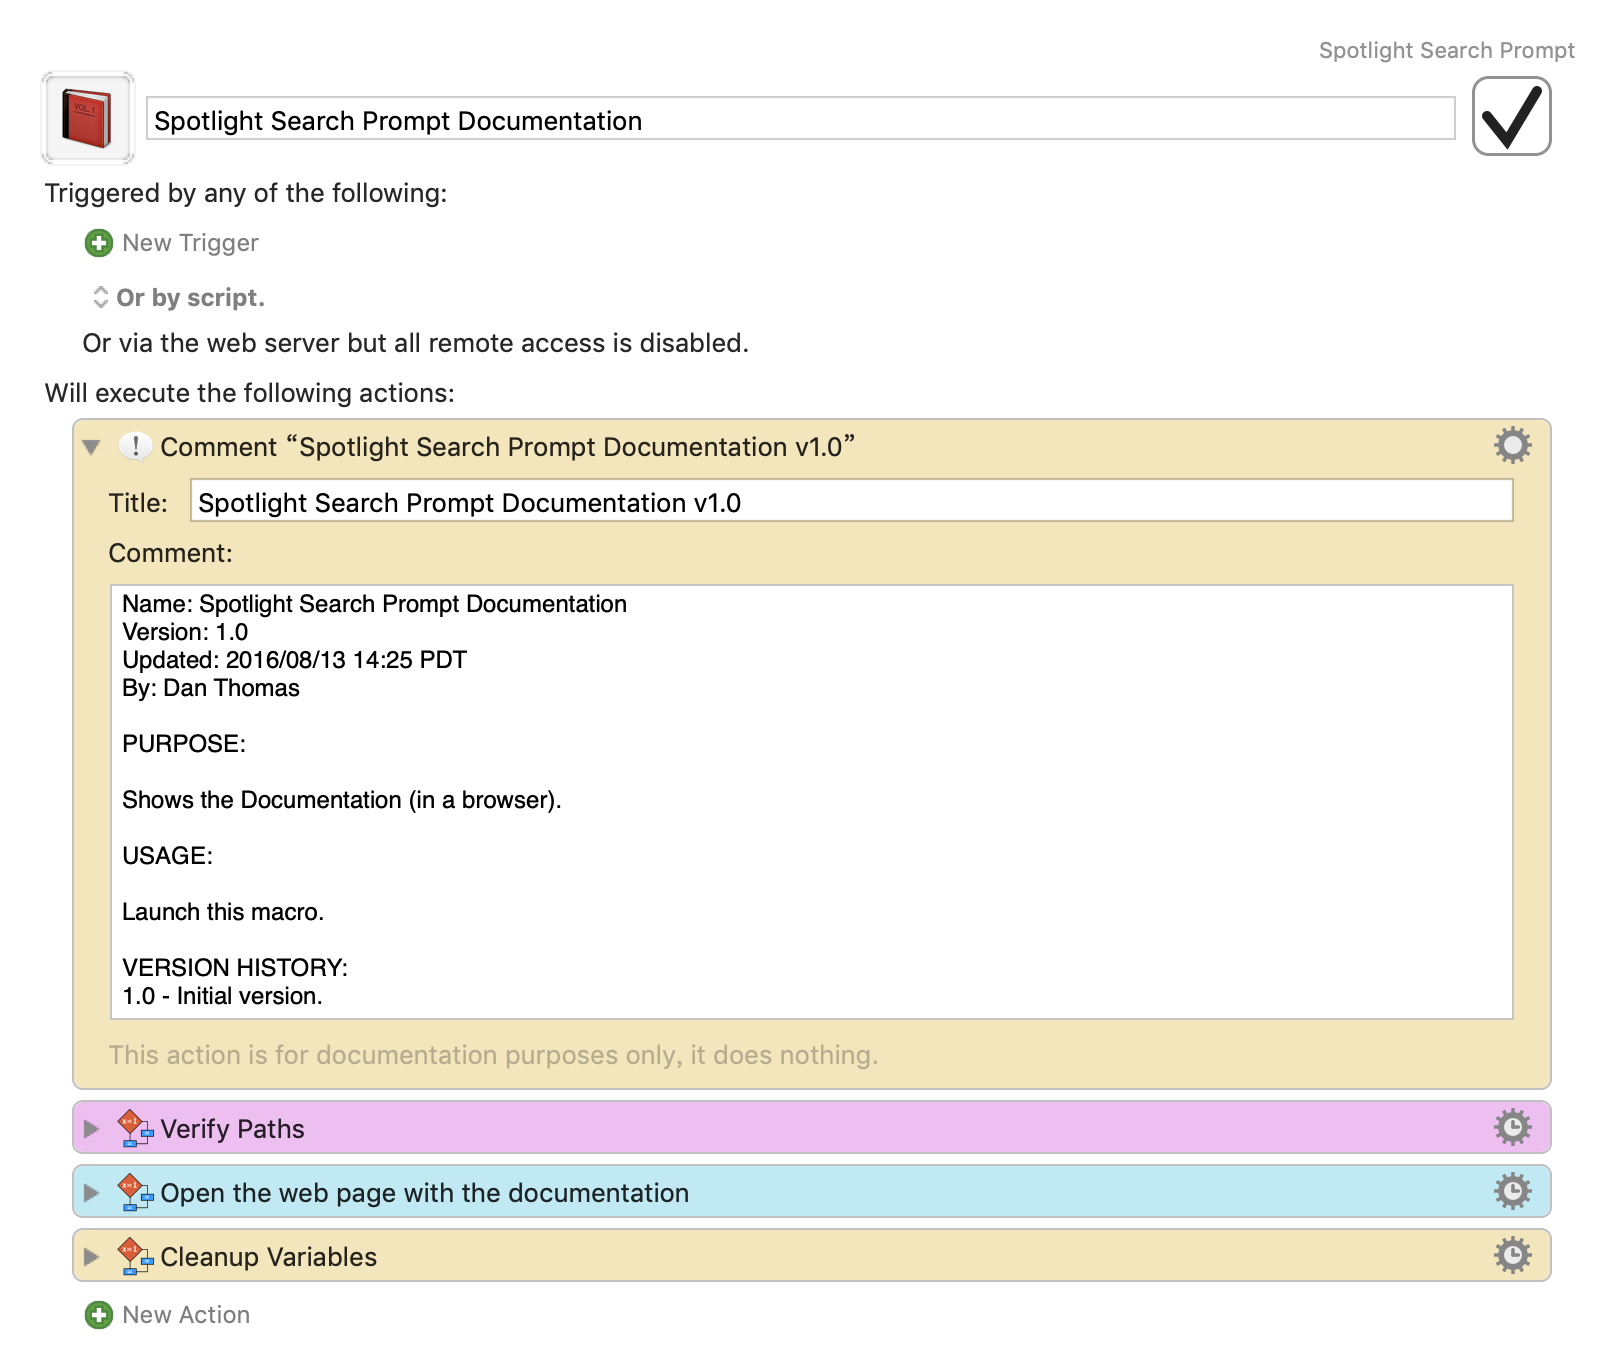 Spotlight Search Prompt
VOL. 1
Spotlight Search Prompt Documentation
Triggered by any of the following:
New Trigger
Or by script.
Or via the web server but all remote access is disabled.
Will execute the following actions:
! Comment “Spotlight Search Prompt Documentation v1.0”
Title: Spotlight Search Prompt Documentation v1.0
Comment:
Name: Spotlight Search Prompt Documentation
Version: 1.0
Updated: 2016/08/13 14:25 PDT
By: Dan Thomas
PURPOSE:
Shows the Documentation (in a browser).
USAGE:
Launch this macro.
VERSION HISTORY:
1.0 - Initial version.
This action is for documentation purposes only, it does nothing.
x=1 Verify Paths
x=1 Open the web page with the documentation
x=1 Cleanup Variables
New Action